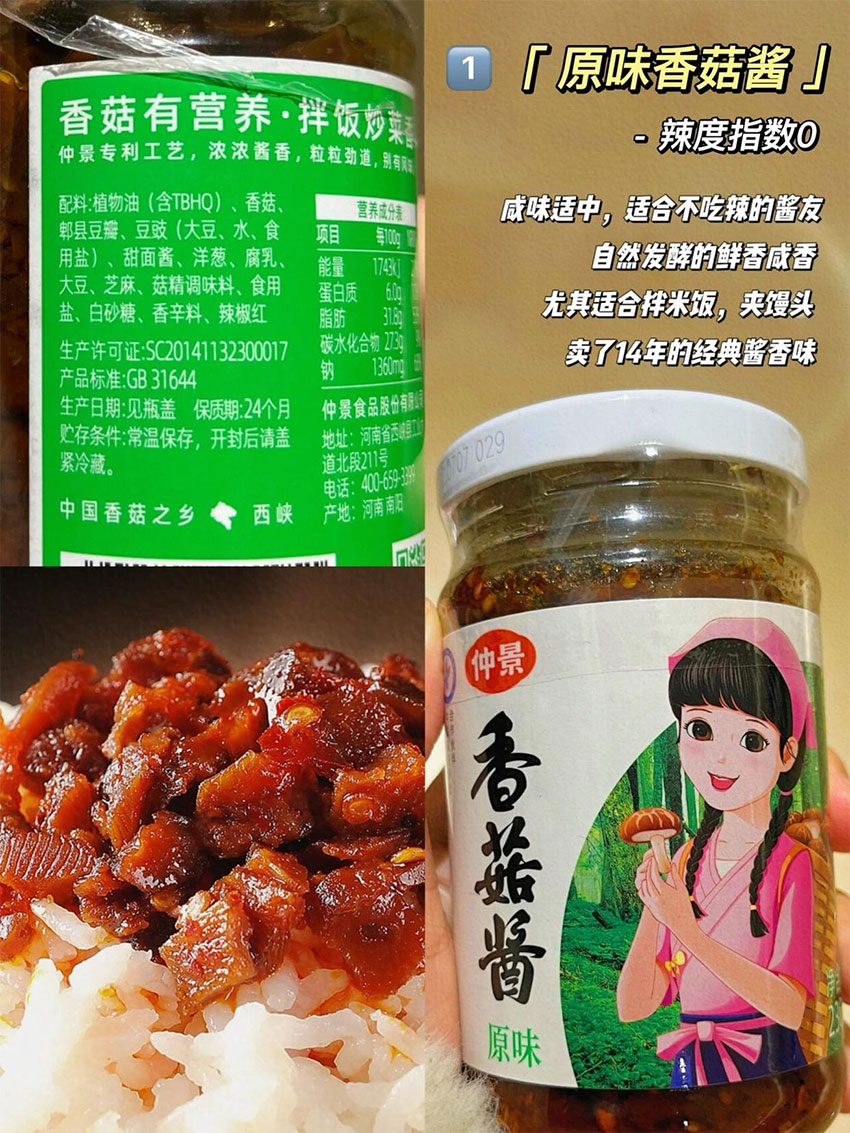 香菇有营养·拌饭炒菜香
仲景专利工艺，浓浓酱香，粒粒劲道，别有风味
配料:植物油（含TBHQ）、香菇、
郫县豆瓣、豆豉（大豆、水、食
用盐）、甜面酱、洋葱、腐乳、
大豆、芝麻、菇精调味料、食用
盐、白砂糖、香辛料、辣椒红
生产许可证:SC20141132300017
产品标准:GB 31644
生产日期:见瓶盖 保质期:24个月
贮存条件:常温保存，开封后请盖
紧冷藏。
中国香菇之乡 西峡
营养成分表
项目 每100g
能量 1743kJ
蛋白质 6.0g
脂肪 31.8g
碳水化合物 27.3g
钠 1360mg
仲景食品股份有限公司
地址：河南省西峡县工业
道北段211号
电话：400-659-3399
产地：河南 南阳
1 「原味香菇酱」
- 辣度指数0
咸味适中，适合不吃辣的酱友
自然发酵的鲜香咸香
尤其适合拌米饭，夹馒头
卖了14年的经典酱香味
707 029
仲景
香菇酱
原味